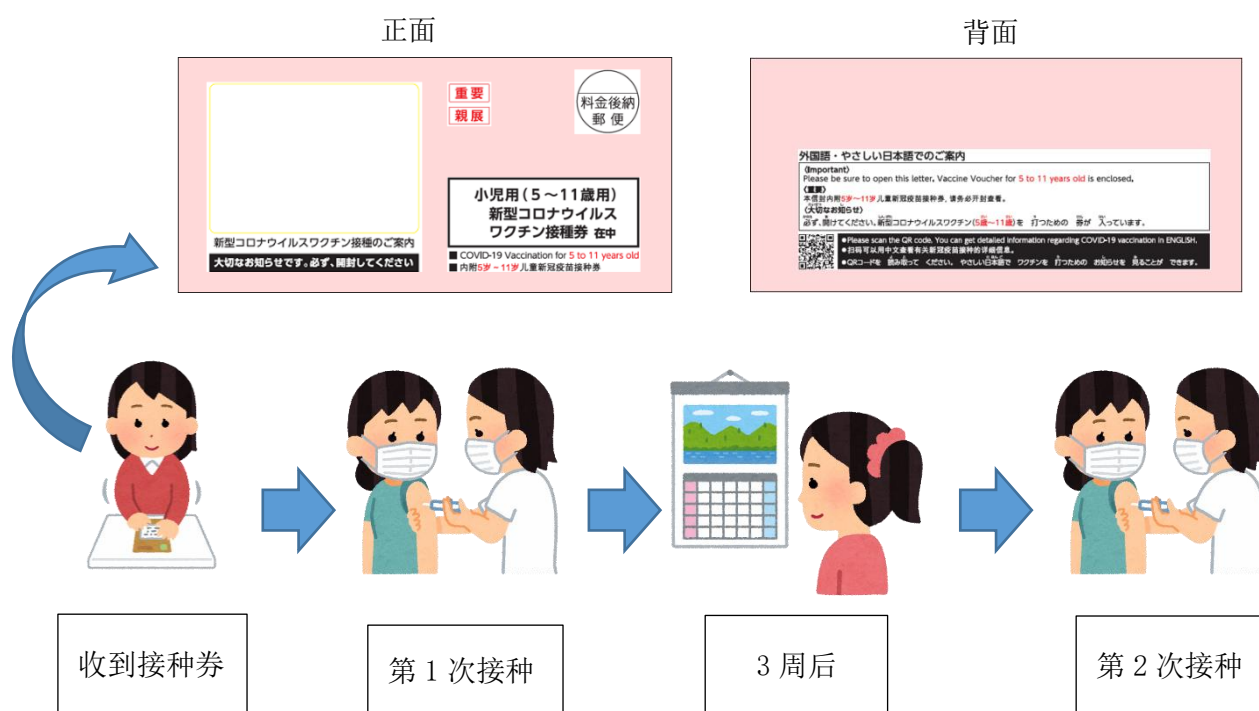 正面
背面
重要
親展
料金後納
郵便
小児用(5～11歳用)
新型コロナウイルス
ワクチン接種券 在中
新型コロナウイルスワクチン接種のご案内
大切なお知らせです。必ず、開封してください
■ COVID-19 Vaccination for 5 to 11 years old
■ 内附5岁～11岁儿童新冠疫苗接种券
外国語・やさしい日本語でのご案内
〈Important〉
Please be sure to open this letter. Vaccine Voucher for 5 to 11 years old is enclosed.
〈重要〉
本信封内附5岁～11岁儿童新冠疫苗接种券，请务必开封查看。
〈大切なお知らせ〉
必ず、開けてください。新型コロナウイルスワクチン(5歳～11歳)を 打つための 券が 入っています。
●Please scan the QR code. You can get detailed information regarding COVID-19 vaccination in ENGLISH.
●扫码可以用中文查看有关新冠疫苗接种的详细信息。
●QRコードを 読み取って ください。 やさしい日本語で ワクチンを 打つための お知らせを 見ることが できます。
收到接种券
第1次接种
3周后
第2次接种